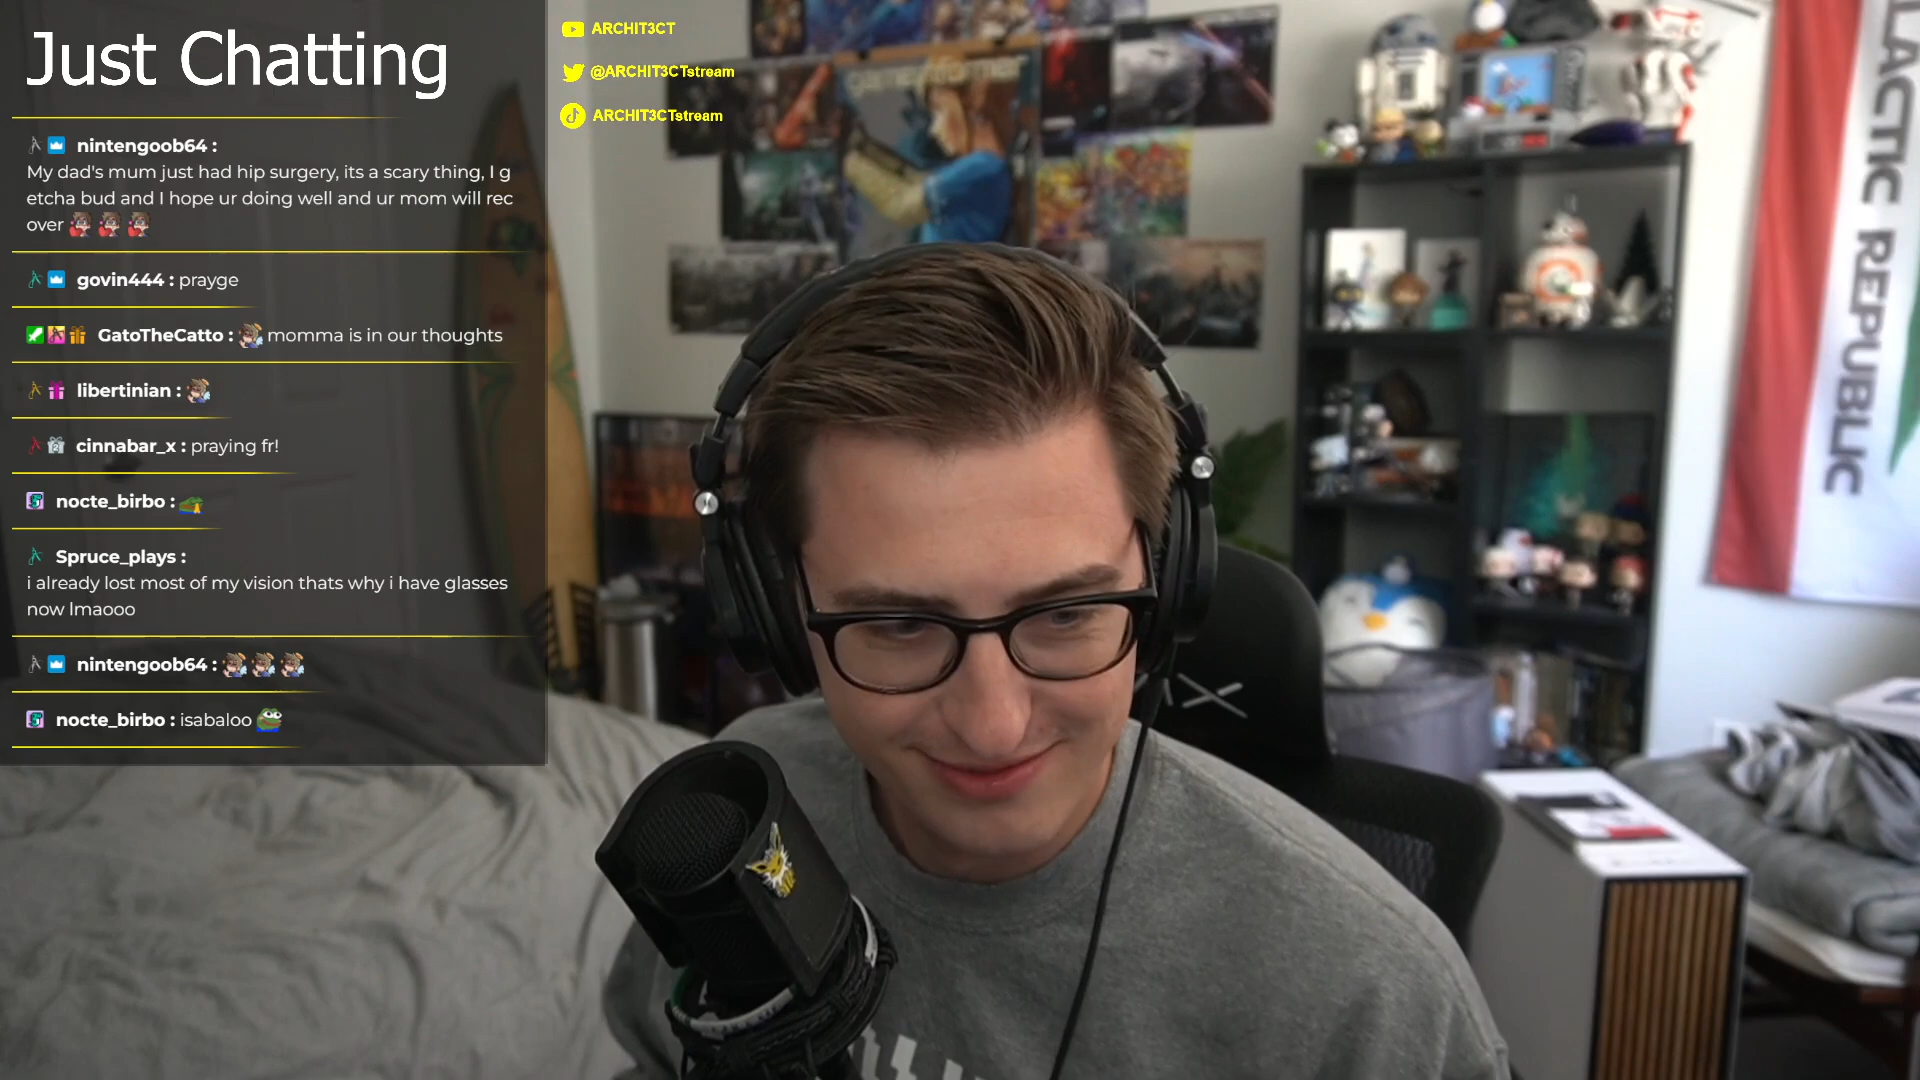 Just Chatting
nintengoob64 :
My dad's mum just had hip surgery, its a scary thing, I g
etcha bud and I hope ur doing well and ur mom will rec
over
govin444 : prayge
GatoTheCatto : momma is in our thoughts
libertinian :
cinnabar_x : praying fr!
nocte_birbo :
Spruce_plays :
i already lost most of my vision thats why i have glasses
now lmaooo
nintengoob64 :
nocte_birbo : isabaloo
ARCHIT3CT
@ARCHIT3CTstream
ARCHIT3CTstream
LACTIC REPUBLIC